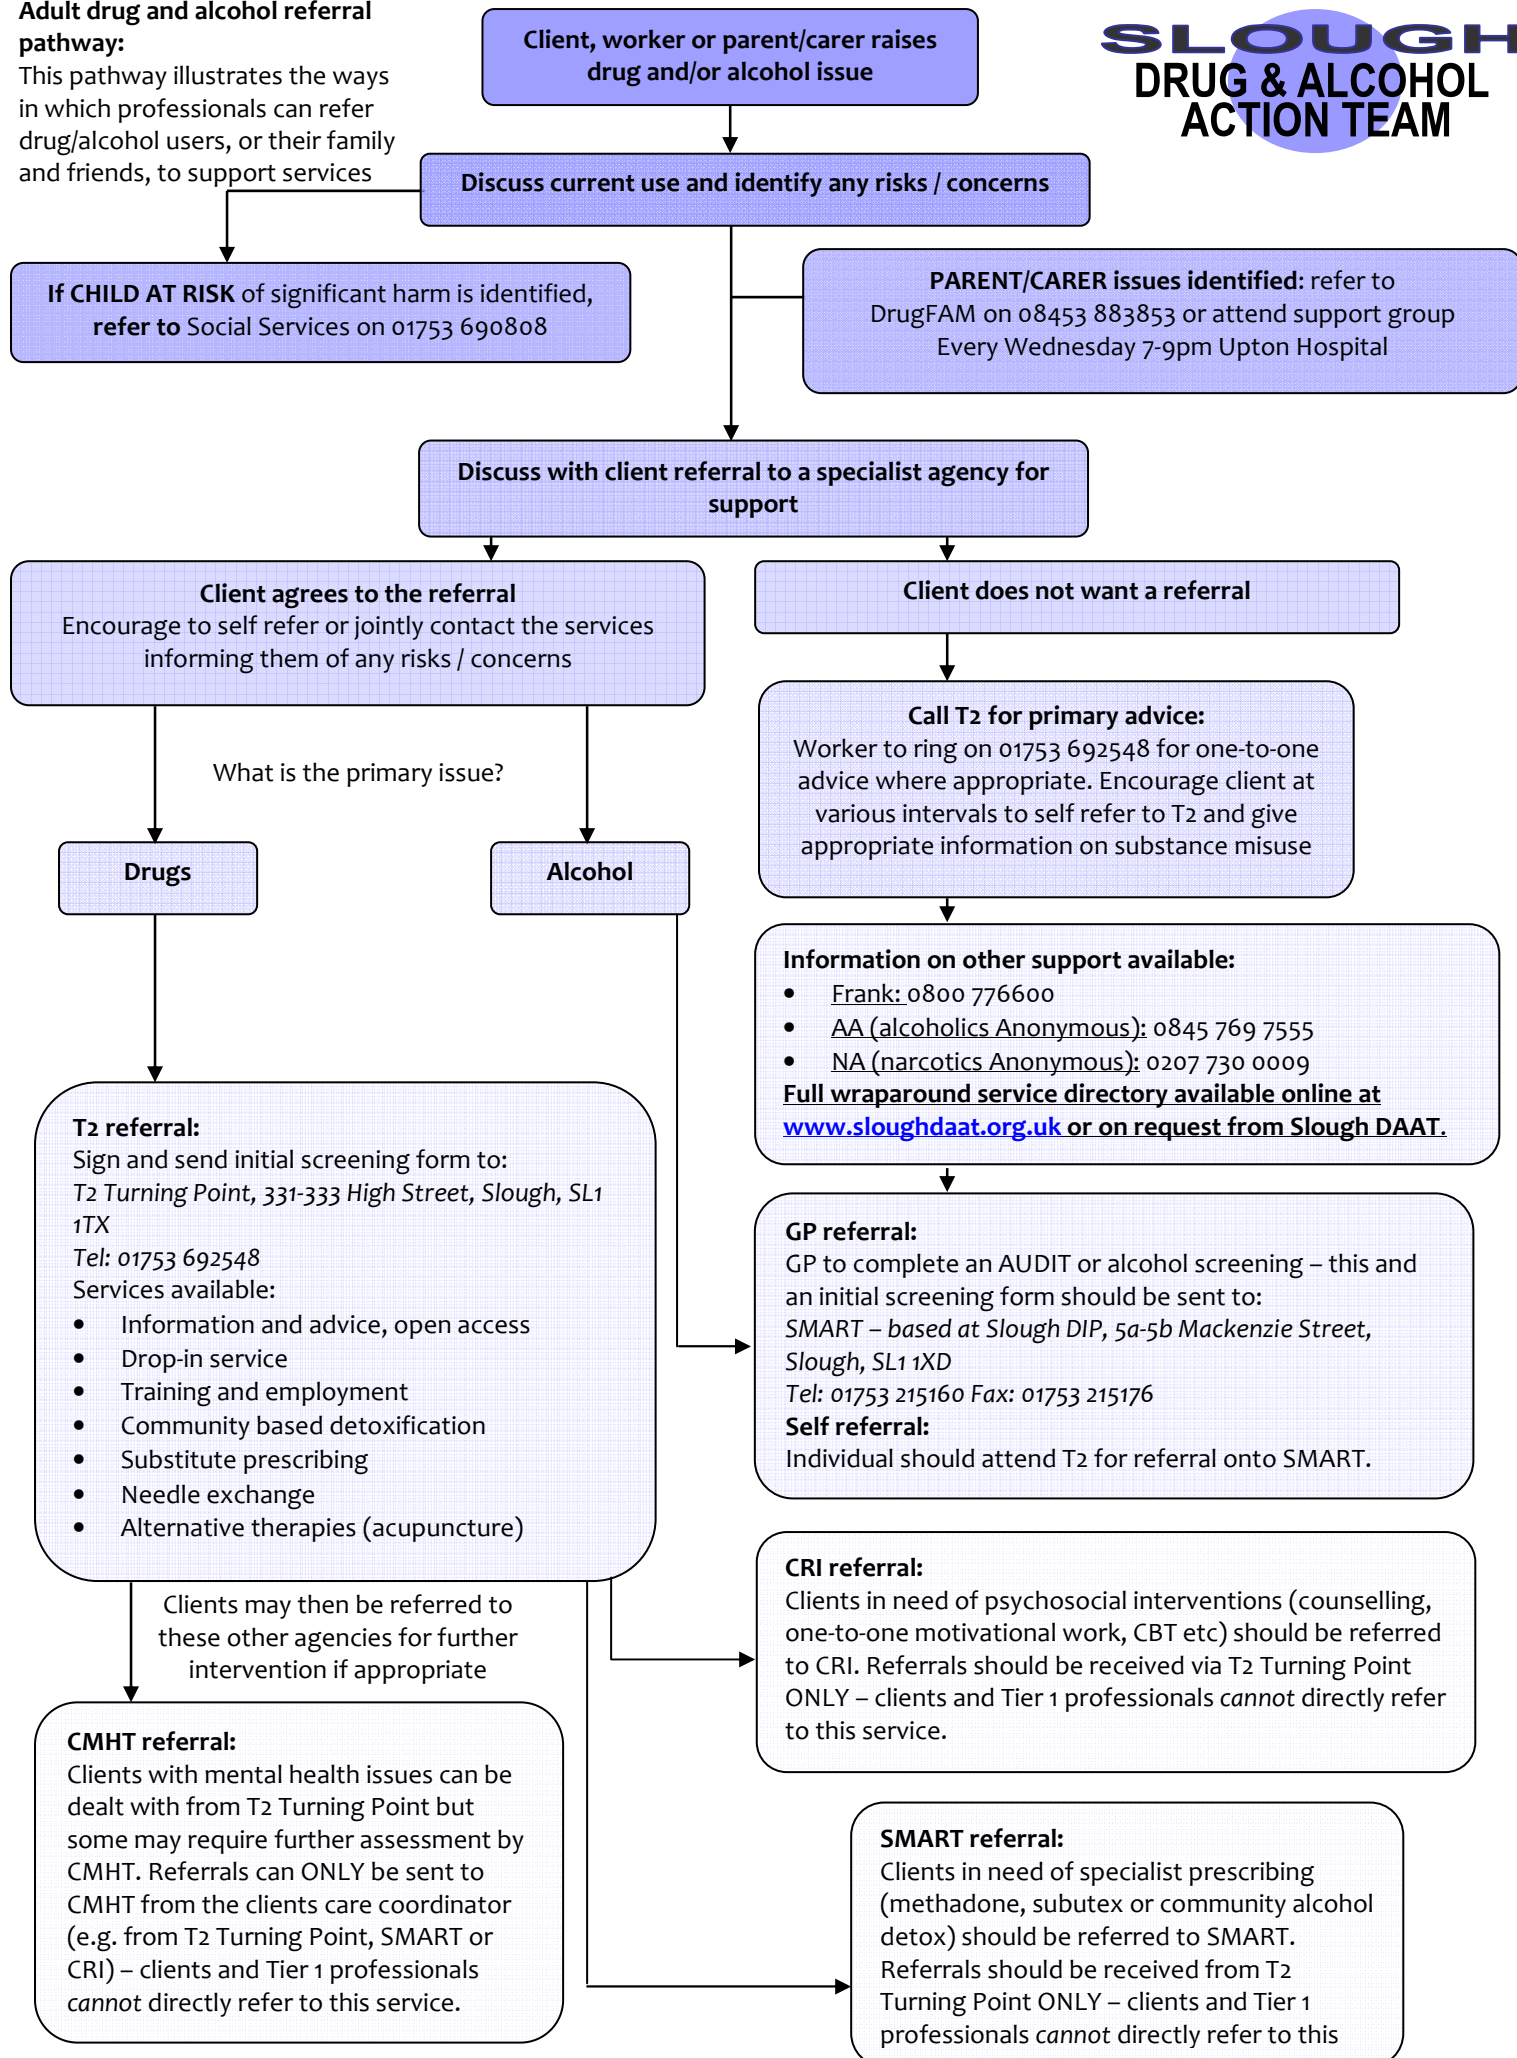 Adult drug and alcohol referral
pathway:
This pathway illustrates the ways
in which professionals can refer
drug/alcohol users, or their family
and friends, to support services
Client, worker or parent/carer raises
drug and/or alcohol issue
SLOUGH
DRUG & ALCOHOL
ACTION TEAM
Discuss current use and identify any risks / concerns
If CHILD AT RISK of significant harm is identified,
refer to Social Services on 01753 690808
PARENT/CARER issues identified: refer to
DrugFAM on 08453 883853 or attend support group
Every Wednesday 7-9pm Upton Hospital
Discuss with client referral to a specialist agency for
support
Client agrees to the referral
Encourage to self refer or jointly contact the services
informing them of any risks / concerns
Client does not want a referral
Call T2 for primary advice:
Worker to ring on 01753 692548 for one-to-one
advice where appropriate. Encourage client at
various intervals to self refer to T2 and give
appropriate information on substance misuse
What is the primary issue?
Drugs
Alcohol
Information on other support available:
• Frank: 0800 776600
• AA (alcoholics Anonymous): 0845 769 7555
• NA (narcotics Anonymous): 0207 730 0009
Full wraparound service directory available online at
www.sloughdaat.org.uk or on request from Slough DAAT.
T2 referral:
Sign and send initial screening form to:
T2 Turning Point, 331-333 High Street, Slough, SL1
1TX
Tel: 01753 692548
Services available:
• Information and advice, open access
• Drop-in service
• Training and employment
• Community based detoxification
• Substitute prescribing
• Needle exchange
• Alternative therapies (acupuncture)
GP referral:
GP to complete an AUDIT or alcohol screening – this and
an initial screening form should be sent to:
SMART – based at Slough DIP, 5a-5b Mackenzie Street,
Slough, SL1 1XD
Tel: 01753 215160 Fax: 01753 215176
Self referral:
Individual should attend T2 for referral onto SMART.
Clients may then be referred to
these other agencies for further
intervention if appropriate
CRI referral:
Clients in need of psychosocial interventions (counselling,
one-to-one motivational work, CBT etc) should be referred
to CRI. Referrals should be received via T2 Turning Point
ONLY – clients and Tier 1 professionals cannot directly refer
to this service.
CMHT referral:
Clients with mental health issues can be
dealt with from T2 Turning Point but
some may require further assessment by
CMHT. Referrals can ONLY be sent to
CMHT from the clients care coordinator
(e.g. from T2 Turning Point, SMART or
CRI) – clients and Tier 1 professionals
cannot directly refer to this service.
SMART referral:
Clients in need of specialist prescribing
(methadone, subutex or community alcohol
detox) should be referred to SMART.
Referrals should be received from T2
Turning Point ONLY – clients and Tier 1
professionals cannot directly refer to this